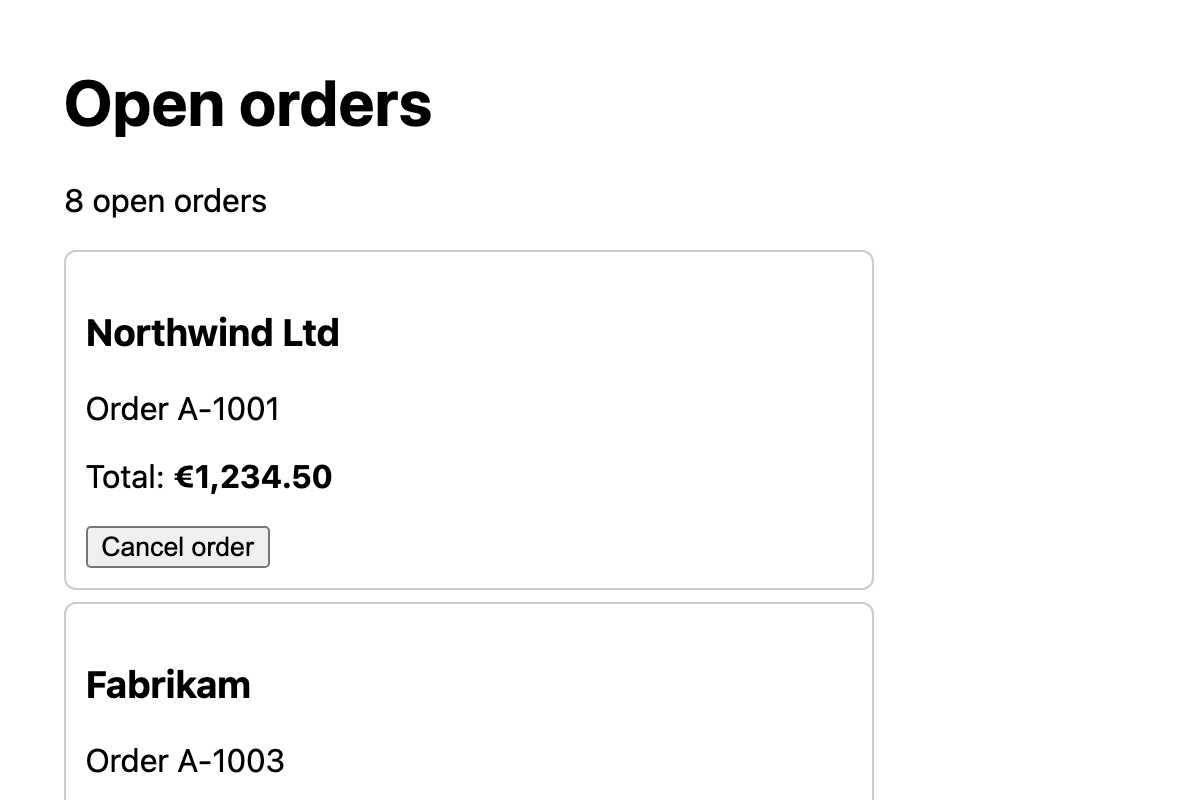 Open orders
8 open orders
Northwind Ltd
Order A-1001
Total: €1,234.50
Cancel order
Fabrikam
Order A-1003